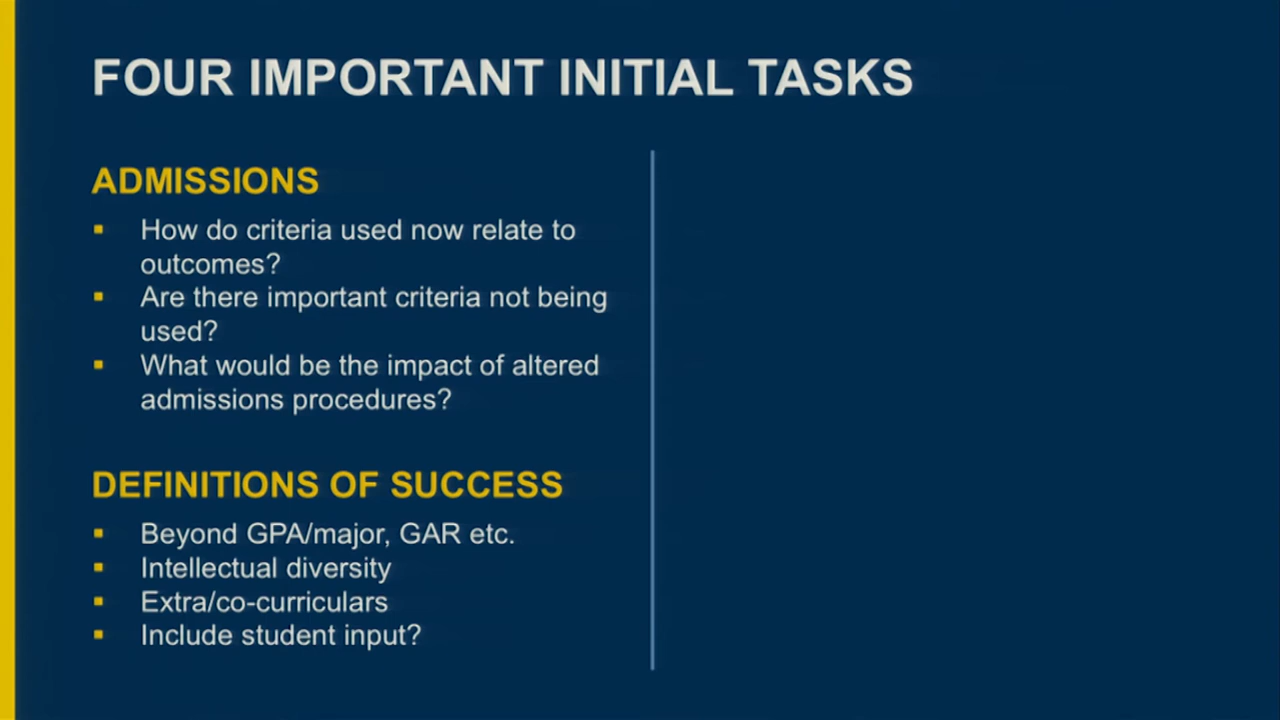 FOUR IMPORTANT INITIAL TASKS
ADMISSIONS
▪ How do criteria used now relate to
outcomes?
▪ Are there important criteria not being
used?
▪ What would be the impact of altered
admissions procedures?
DEFINITIONS OF SUCCESS
▪ Beyond GPA/major, GAR etc.
▪ Intellectual diversity
▪ Extra/co-curriculars
▪ Include student input?